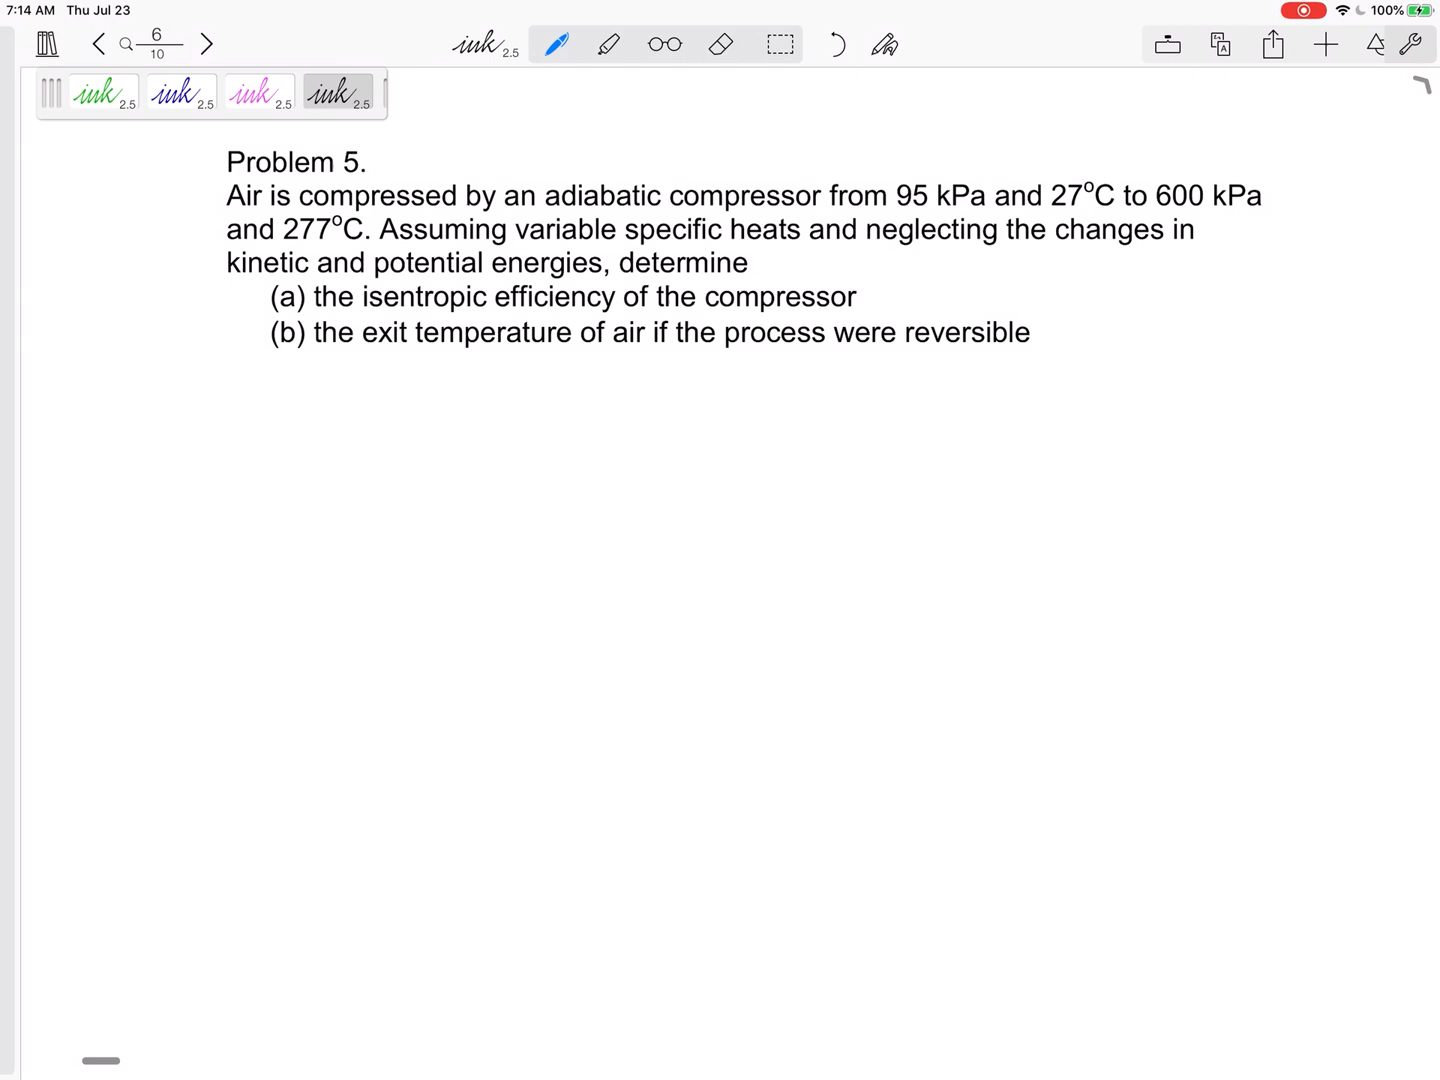 7:14 AM Thu Jul 23
100%
6
10
ink 2.5
ink 2.5
ink 2.5
ink 2.5
ink 2.5
Problem 5.
Air is compressed by an adiabatic compressor from 95 kPa and 27°C to 600 kPa
and 277°C. Assuming variable specific heats and neglecting the changes in
kinetic and potential energies, determine
(a) the isentropic efficiency of the compressor
(b) the exit temperature of air if the process were reversible